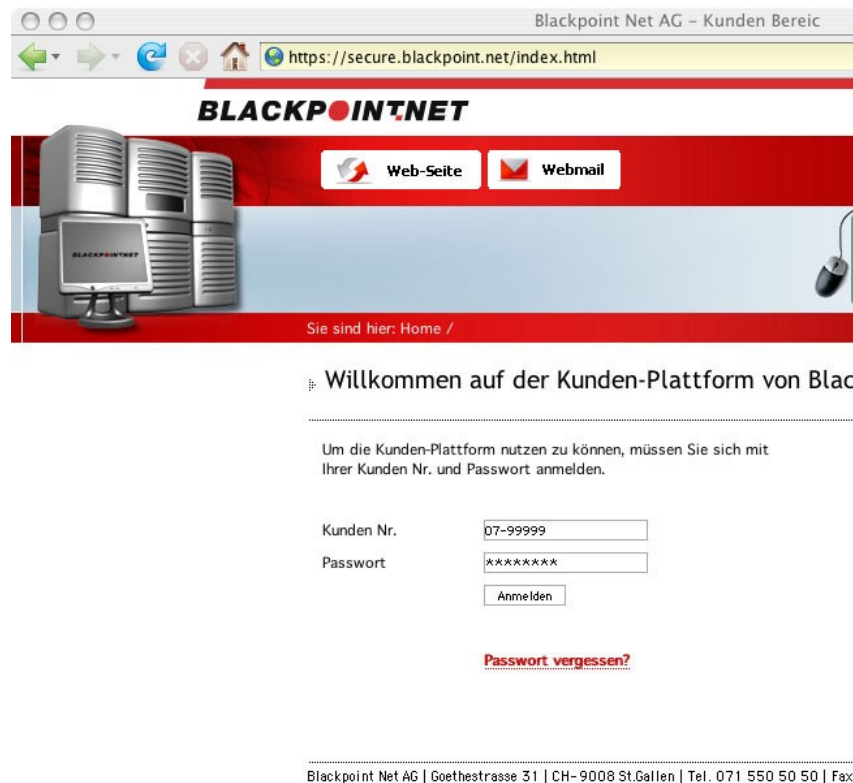 Blackpoint Net AG – Kunden Bereic
https://secure.blackpoint.net/index.html
BLACKPOINT.NET
Web-Seite
Webmail
BLACKPOINTNET
Sie sind hier: Home /
Willkommen auf der Kunden-Plattform von Blac
Um die Kunden-Plattform nutzen zu können, müssen Sie sich mit
Ihrer Kunden Nr. und Passwort anmelden.
Kunden Nr. 07-99999
Passwort ********
Anmelden
Passwort vergessen?
Blackpoint Net AG | Goethestrasse 31 | CH-9008 St.Gallen | Tel. 071 550 50 50 | Fax